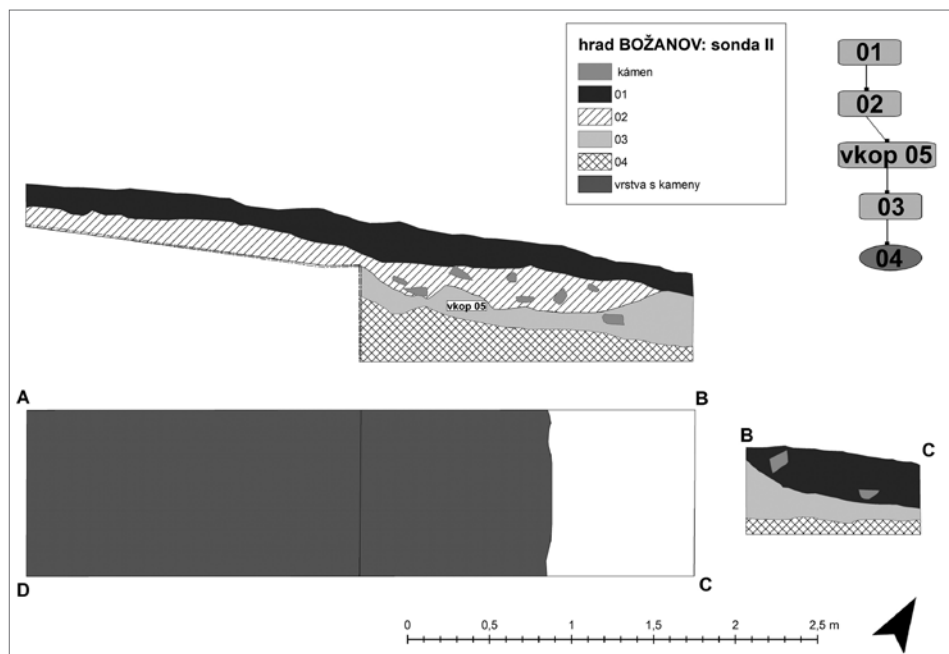 hrad BOŽANOV: sonda II
kámen
01
02
03
04
vrstva s kameny
01
02
vkop 05
03
04
vkop 05
A
B
B
C
D
C
0 0,5 1 1,5 2 2,5 m